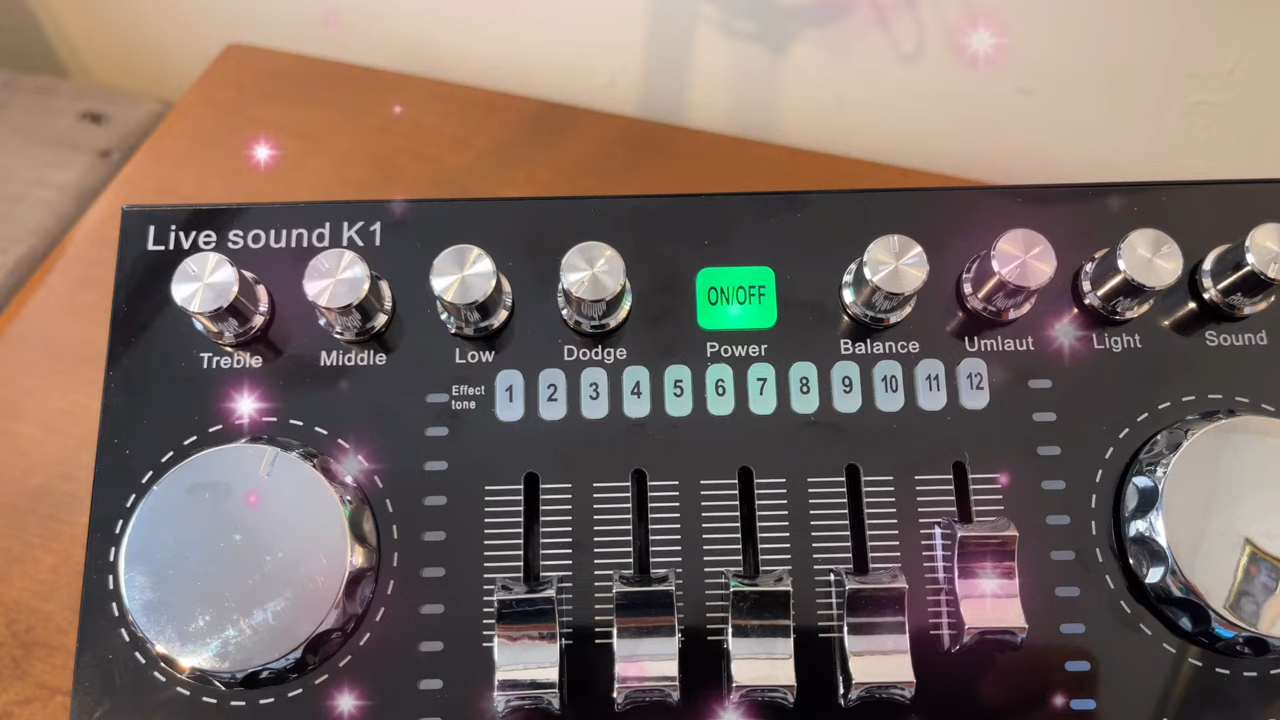 Live sound K1
Treble
Middle
Low
Dodge
ON/OFF
Power
Balance
Umlaut
Light
Sound
Effect
tone
1 2 3 4 5 6 7 8 9 10 11 12